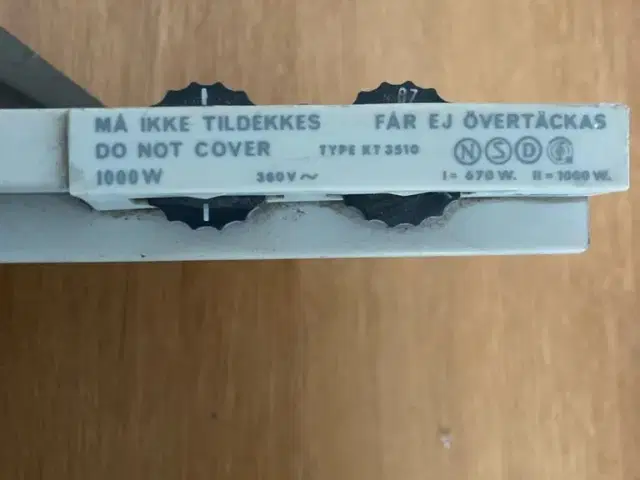 MÅ IKKE TILDEKKES FÅR EJ ÖVERTÄCKAS
DO NOT COVER TYPE KT 3510 N S D
1000 W 380V~ I = 670 W. II = 1000 W.